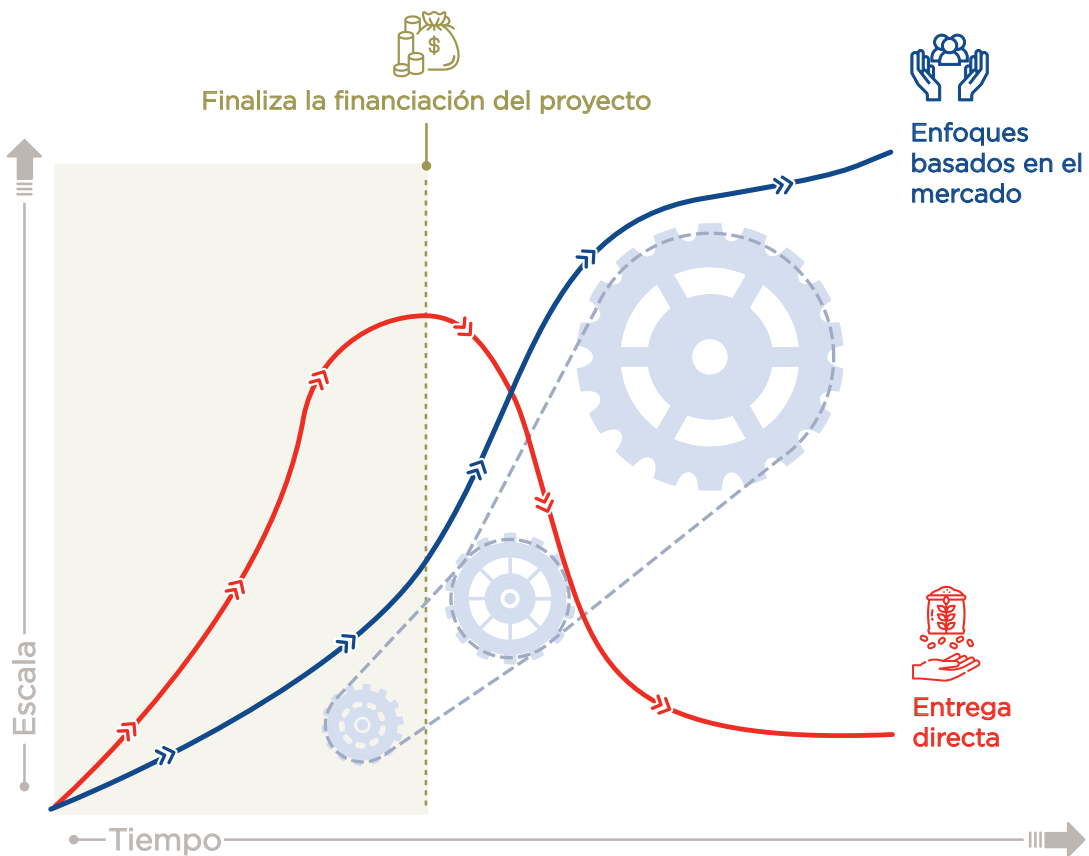 $
Finaliza la financiación del proyecto
Enfoques
basados en el
mercado
Escala
Entrega
directa
Tiempo